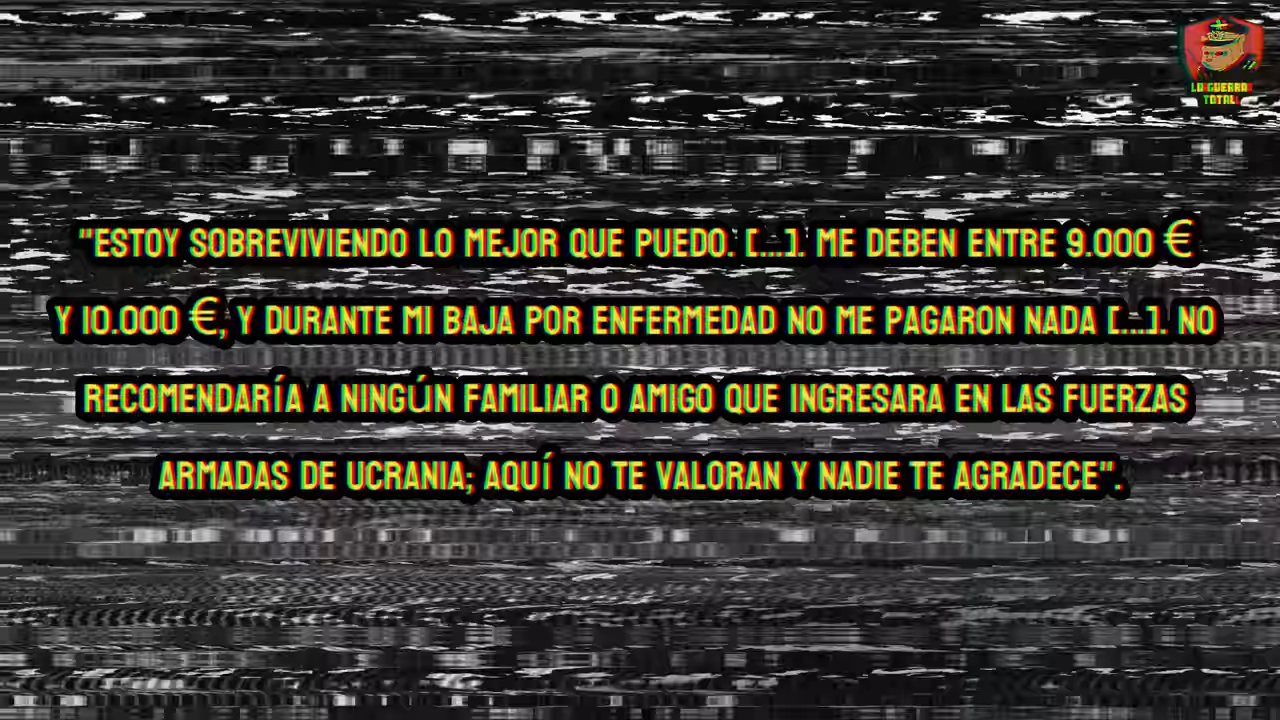 LA GUERRA
TOTAL
"ESTOY SOBREVIVIENDO LO MEJOR QUE PUEDO. [...]. ME DEBEN ENTRE 9.000 €
Y 10.000 €, Y DURANTE MI BAJA POR ENFERMEDAD NO ME PAGARON NADA [...]. NO
RECOMENDARÍA A NINGÚN FAMILIAR O AMIGO QUE INGRESARA EN LAS FUERZAS
ARMADAS DE UCRANIA; AQUÍ NO TE VALORAN Y NADIE TE AGRADECE".